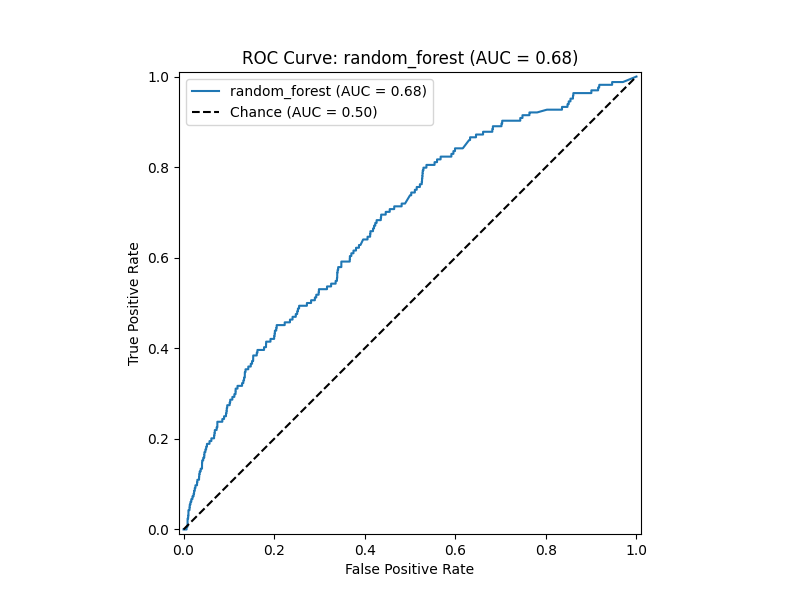 ROC Curve: random_forest (AUC = 0.68)
random_forest (AUC = 0.68)
Chance (AUC = 0.50)
1.0
0.8
0.6
0.4
0.2
0.0
True Positive Rate
0.0 0.2 0.4 0.6 0.8 1.0
False Positive Rate